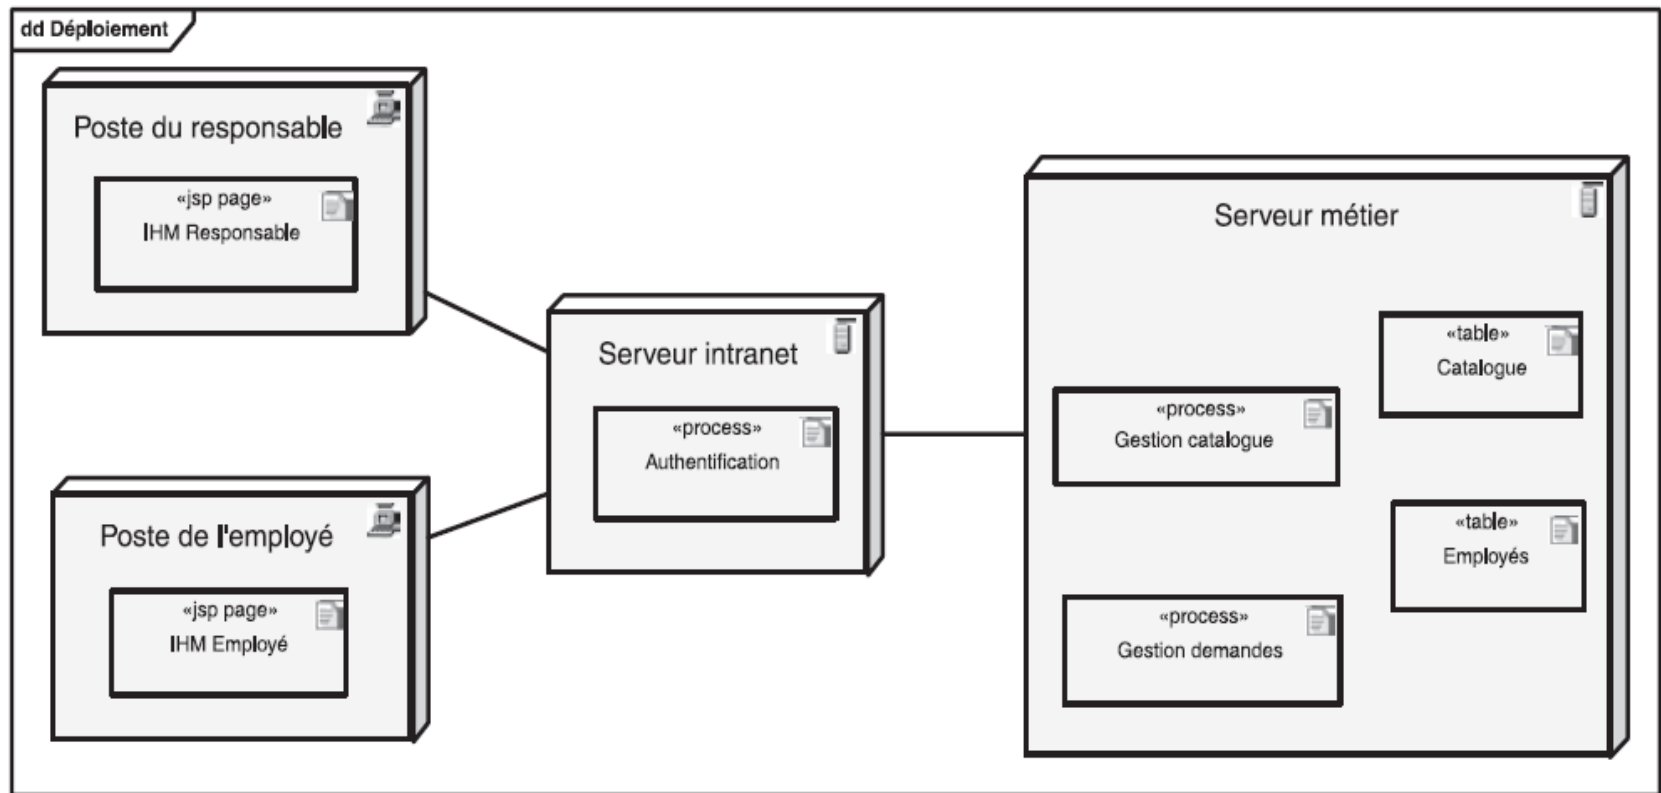 dd Déploiement
Poste du responsable
«jsp page»
IHM Responsable
Poste de l'employé
«jsp page»
IHM Employé
Serveur intranet
«process»
Authentification
Serveur métier
«table»
Catalogue
«process»
Gestion catalogue
«table»
Employés
«process»
Gestion demandes